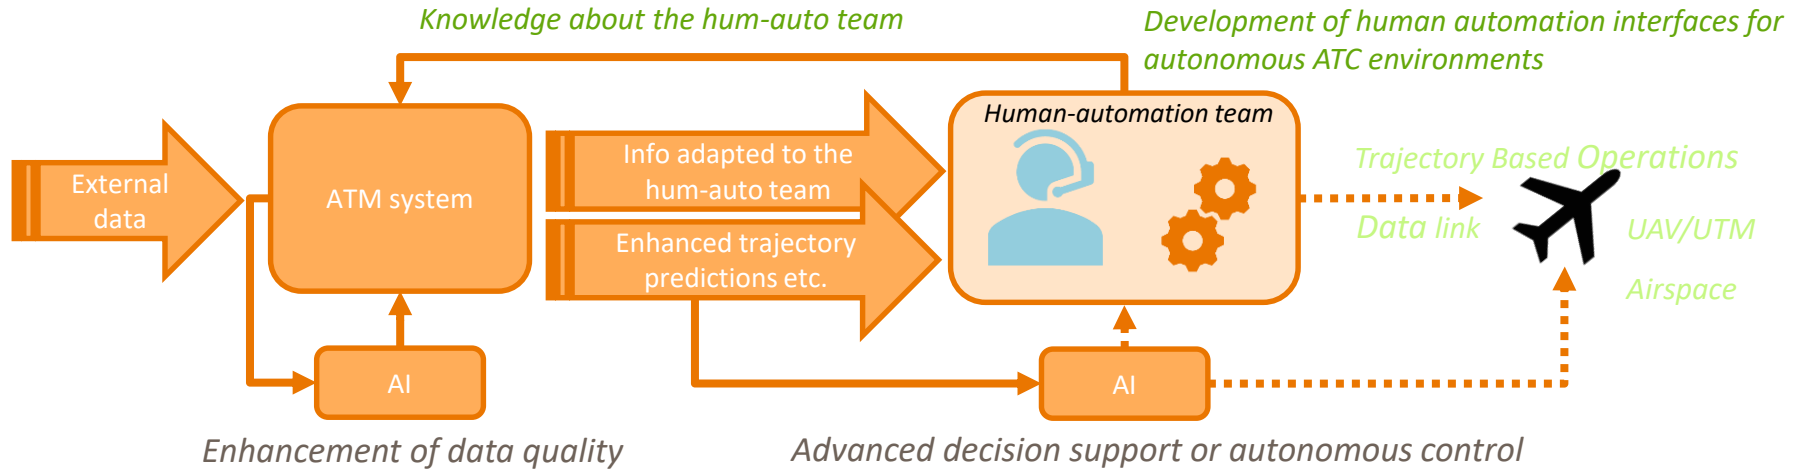 Knowledge about the hum-auto team
Development of human automation interfaces for
autonomous ATC environments
External
data
ATM system
Info adapted to the
hum-auto team
Enhanced trajectory
predictions etc.
Human-automation team
Trajectory Based Operations
Data link
UAV/UTM
Airspace
AI
AI
Enhancement of data quality
Advanced decision support or autonomous control